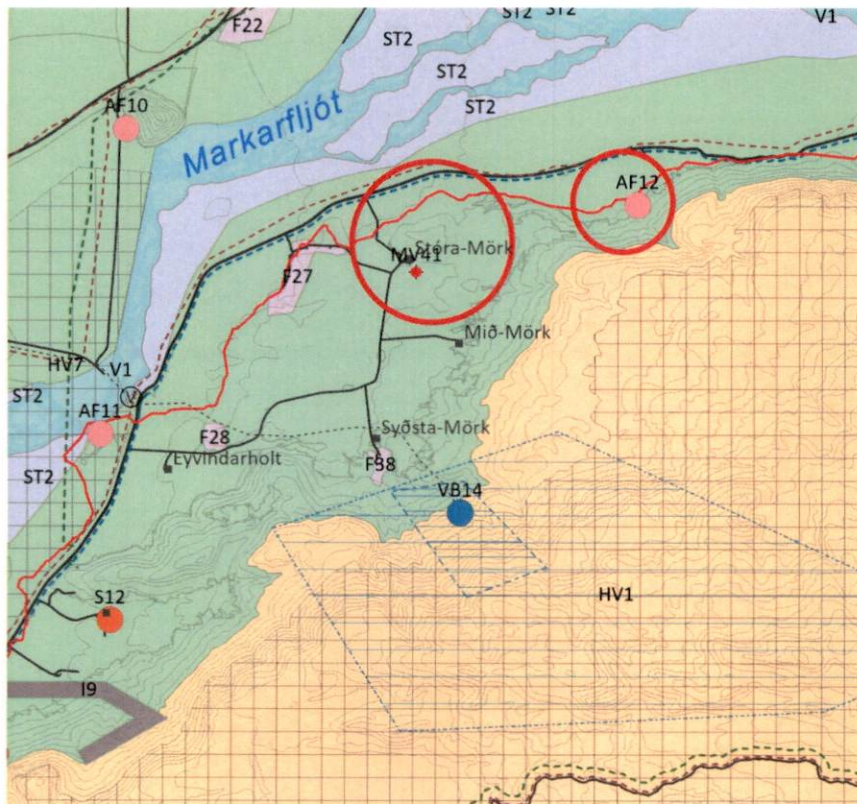 ST2
ST2
V1
F22
ST2
ST2
ST2
AF10
Markarfljót
AF12
Stóra-Mörk
MV41
F27
Mið-Mörk
HV7
V1
ST2
AF11
F28
Syðsta-Mörk
Eyvindarholt
F38
ST2
VB14
HV1
S12
I9